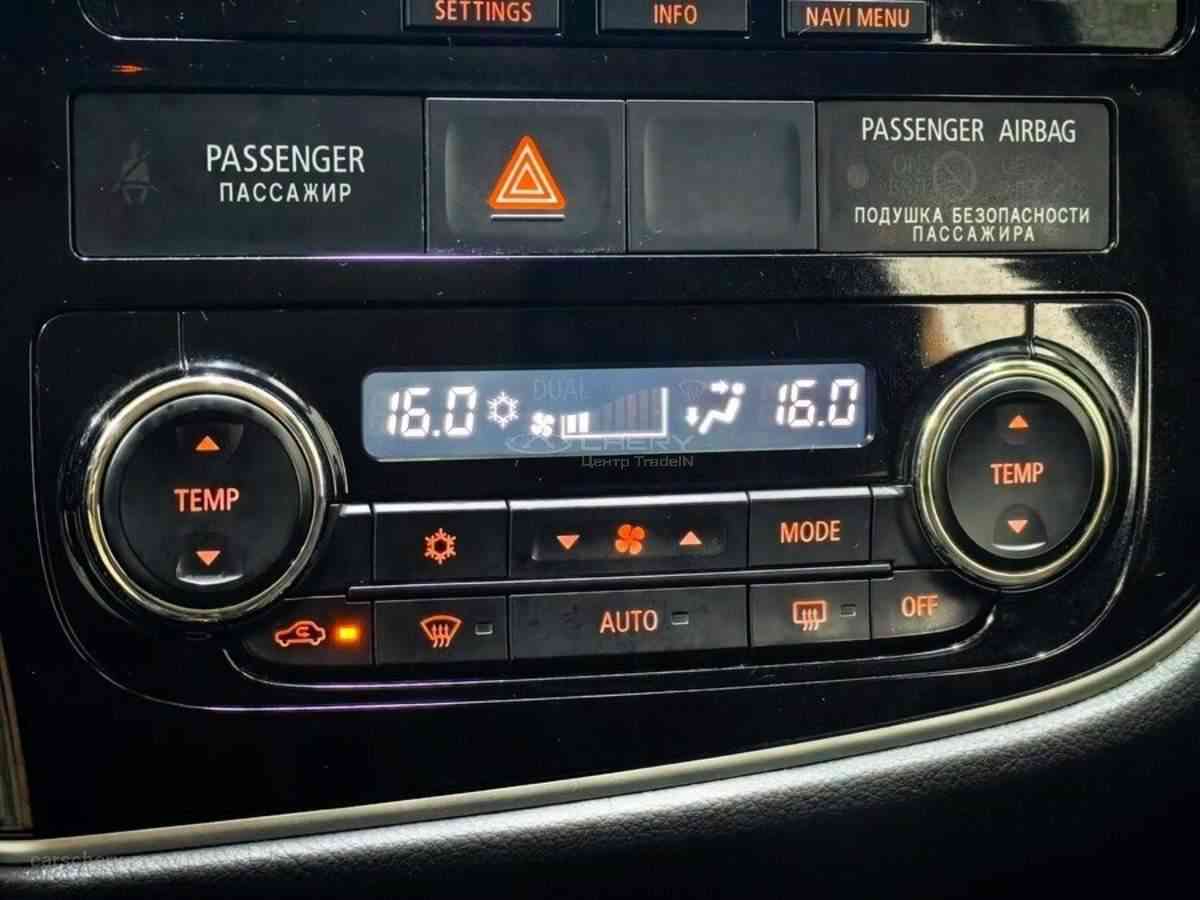 SETTINGS
INFO
NAVI MENU
PASSENGER
ПАССАЖИР
PASSENGER AIRBAG
ПОДУШКА БЕЗОПАСНОСТИ
ПАССАЖИРА
DUAL
16.0
16.0
CHERY
Центр TradeIN
TEMP
TEMP
MODE
AUTO
OFF